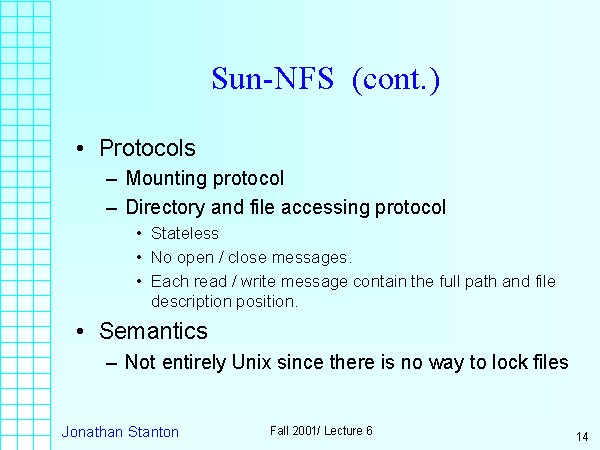 Sun-NFS (cont. )
• Protocols
– Mounting protocol
– Directory and file accessing protocol
• Stateless
• No open / close messages.
• Each read / write message contain the full path and file
description position.
• Semantics
– Not entirely Unix since there is no way to lock files
Jonathan Stanton
Fall 2001/ Lecture 6
14